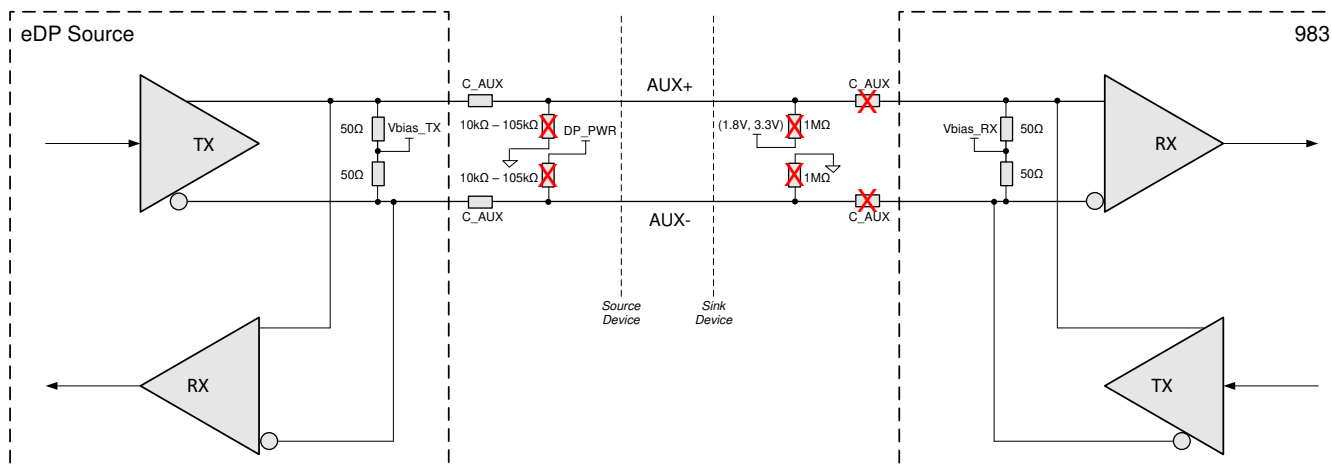 eDP Source
983
C_AUX
AUX+
C_AUX
50Ω
Vbias_TX
10kΩ – 105kΩ
DP_PWR
(1.8V, 3.3V)
1MΩ
Vbias_RX
50Ω
TX
RX
50Ω
10kΩ – 105kΩ
1MΩ
50Ω
C_AUX
AUX-
C_AUX
Source
Device
Sink
Device
RX
TX